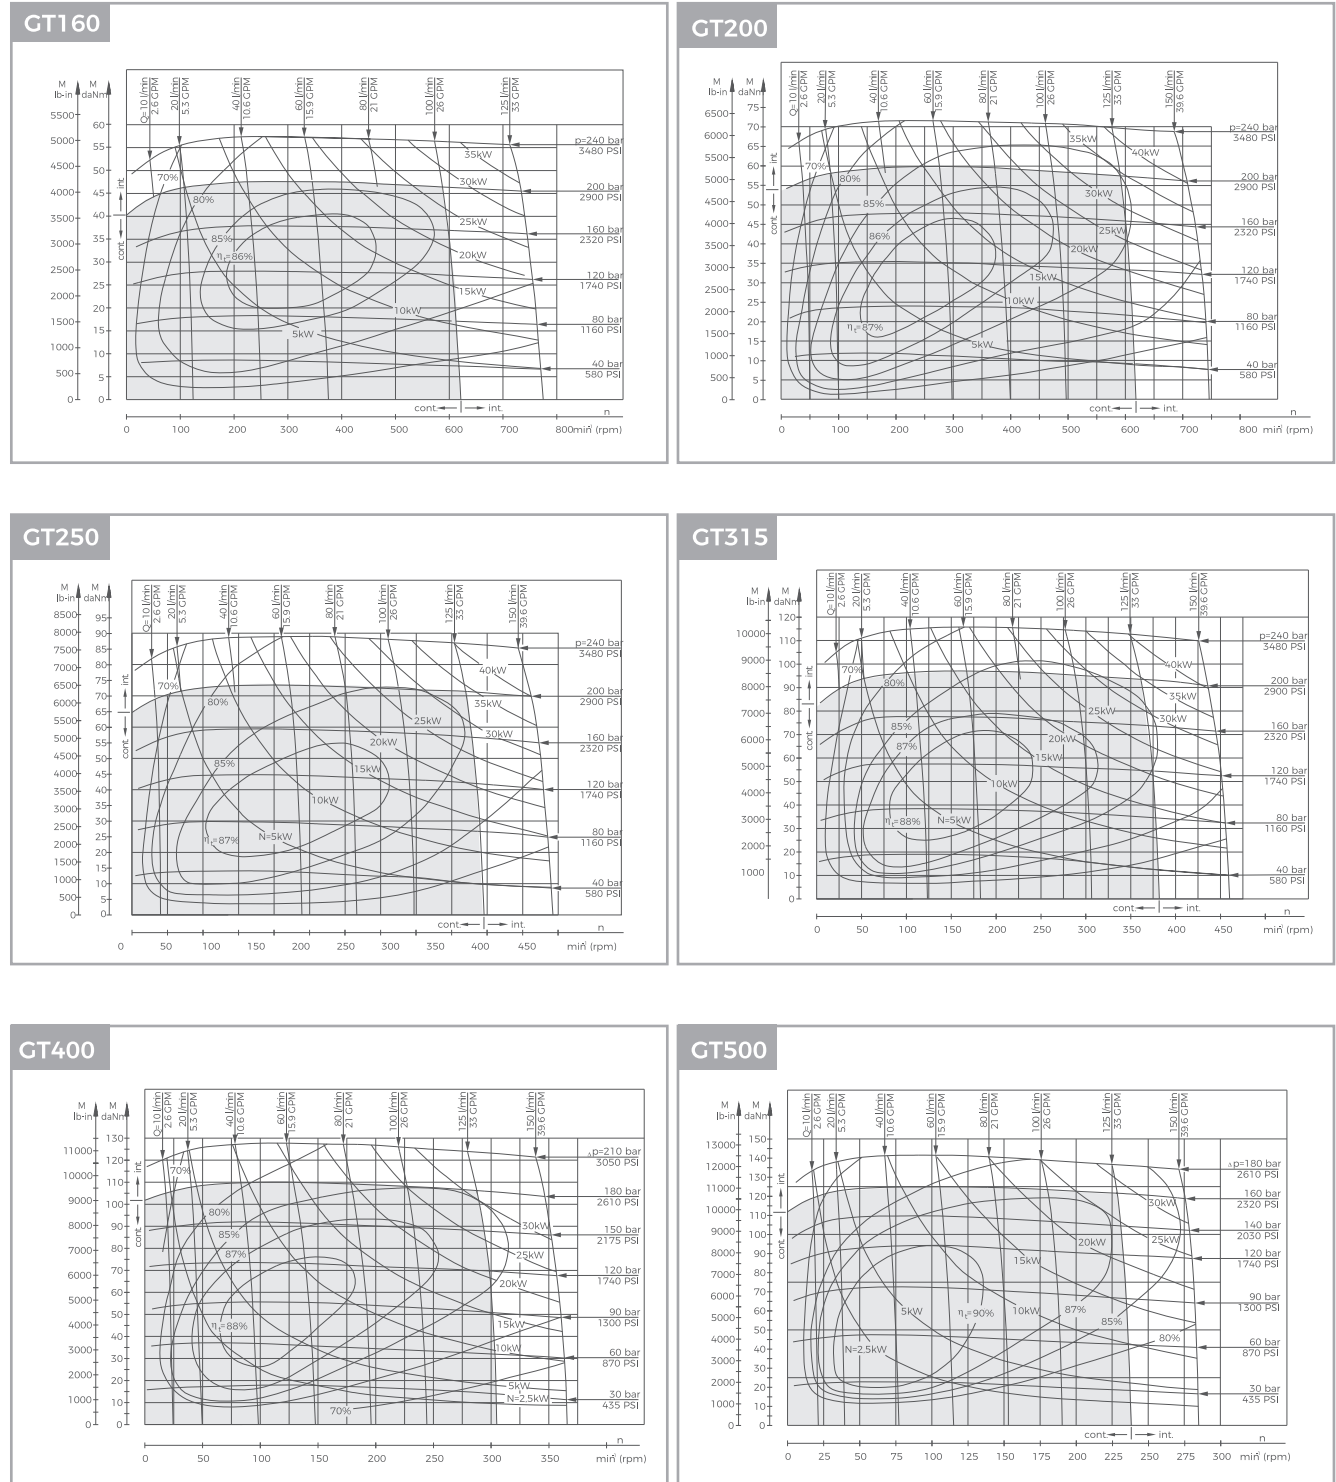 GT160
M
lb-in
M
daNm
Q=10 l/min
2.6 GPM
20 l/min
5.3 GPM
40 l/min
10.6 GPM
60 l/min
15.9 GPM
80 l/min
21 GPM
100 l/min
26 GPM
125 l/min
33 GPM
5500
5000
4500
4000
3500
3000
2500
2000
1500
1000
500
0
60
55
50
45
40
35
30
25
20
15
10
5
0
int.
cont.
70%
80%
85%
ηt=86%
35kW
30kW
25kW
20kW
15kW
10kW
5kW
p=240 bar
3480 PSI
200 bar
2900 PSI
160 bar
2320 PSI
120 bar
1740 PSI
80 bar
1160 PSI
40 bar
580 PSI
cont. int.
n
0 100 200 300 400 500 600 700 800 min¹ (rpm)
GT200
M
lb-in
M
daNm
Q=10 l/min
2.6 GPM
20 l/min
5.3 GPM
40 l/min
10.6 GPM
60 l/min
15.9 GPM
80 l/min
21 GPM
100 l/min
26 GPM
125 l/min
33 GPM
150 l/min
39.6 GPM
6500
6000
5500
5000
4500
4000
3500
3000
2500
2000
1500
1000
500
0
75
70
65
60
55
50
45
40
35
30
25
20
15
10
5
0
int.
cont.
70%
80%
85%
86%
ηt=87%
35kW
40kW
30kW
25kW
20kW
15kW
10kW
5kW
p=240 bar
3480 PSI
200 bar
2900 PSI
160 bar
2320 PSI
120 bar
1740 PSI
80 bar
1160 PSI
40 bar
580 PSI
cont. int.
n
0 100 200 300 400 500 600 700 800 min¹ (rpm)
GT250
M
lb-in
M
daNm
Q=10 l/min
2.6 GPM
20 l/min
5.3 GPM
40 l/min
10.6 GPM
60 l/min
15.9 GPM
80 l/min
21 GPM
100 l/min
26 GPM
125 l/min
33 GPM
150 l/min
39.6 GPM
8500
8000
7500
7000
6500
6000
5500
5000
4500
4000
3500
3000
2500
2000
1500
1000
500
0
95
90
85
80
75
70
65
60
55
50
45
40
35
30
25
20
15
10
5
0
int.
cont.
70%
80%
85%
ηt=87%
40kW
35kW
30kW
25kW
20kW
15kW
10kW
N=5kW
p=240 bar
3480 PSI
200 bar
2900 PSI
160 bar
2320 PSI
120 bar
1740 PSI
80 bar
1160 PSI
40 bar
580 PSI
cont. int.
n
0 50 100 150 200 250 300 350 400 450 min¹ (rpm)
GT315
M
lb-in
M
daNm
Q=10 l/min
2.6 GPM
20 l/min
5.3 GPM
40 l/min
10.6 GPM
60 l/min
15.9 GPM
80 l/min
21 GPM
100 l/min
26 GPM
125 l/min
33 GPM
150 l/min
39.6 GPM
10000
9000
8000
7000
6000
5000
4000
3000
2000
1000
120
110
100
90
80
70
60
50
40
30
20
10
0
int.
cont.
70%
80%
85%
87%
ηt=88%
40kW
35kW
30kW
25kW
20kW
15kW
10kW
N=5kW
p=240 bar
3480 PSI
200 bar
2900 PSI
160 bar
2320 PSI
120 bar
1740 PSI
80 bar
1160 PSI
40 bar
580 PSI
cont. int.
n
0 50 100 150 200 250 300 350 400 450 min¹ (rpm)
GT400
M
lb-in
M
daNm
Q=10 l/min
2.6 GPM
20 l/min
5.3 GPM
40 l/min
10.6 GPM
60 l/min
15.9 GPM
80 l/min
21 GPM
100 l/min
26 GPM
125 l/min
33 GPM
150 l/min
39.6 GPM
11000
10000
9000
8000
7000
6000
5000
4000
3000
2000
1000
0
130
120
110
100
90
80
70
60
50
40
30
20
10
0
int.
cont.
70%
80%
85%
87%
ηt=88%
30kW
25kW
20kW
15kW
10kW
5kW
N=2.5kW
70%
△p=210 bar
3050 PSI
180 bar
2610 PSI
150 bar
2175 PSI
120 bar
1740 PSI
90 bar
1300 PSI
60 bar
870 PSI
30 bar
435 PSI
n
0 50 100 150 200 250 300 350 min¹ (rpm)
GT500
M
lb-in
M
daNm
Q=10 l/min
2.6 GPM
20 l/min
5.3 GPM
40 l/min
10.6 GPM
60 l/min
15.9 GPM
80 l/min
21 GPM
100 l/min
26 GPM
125 l/min
33 GPM
150 l/min
39.6 GPM
13000
12000
11000
10000
9000
8000
7000
6000
5000
4000
3000
2000
1000
0
150
140
130
120
110
100
90
80
70
60
50
40
30
20
10
0
int.
cont.
30kW
25kW
20kW
15kW
10kW
5kW
N=2.5kW
ηt=90%
87%
85%
80%
△p=180 bar
2610 PSI
160 bar
2320 PSI
140 bar
2030 PSI
120 bar
1740 PSI
90 bar
1300 PSI
60 bar
870 PSI
30 bar
435 PSI
cont. int.
n
0 25 50 75 100 125 150 175 200 225 250 275 300 min¹ (rpm)